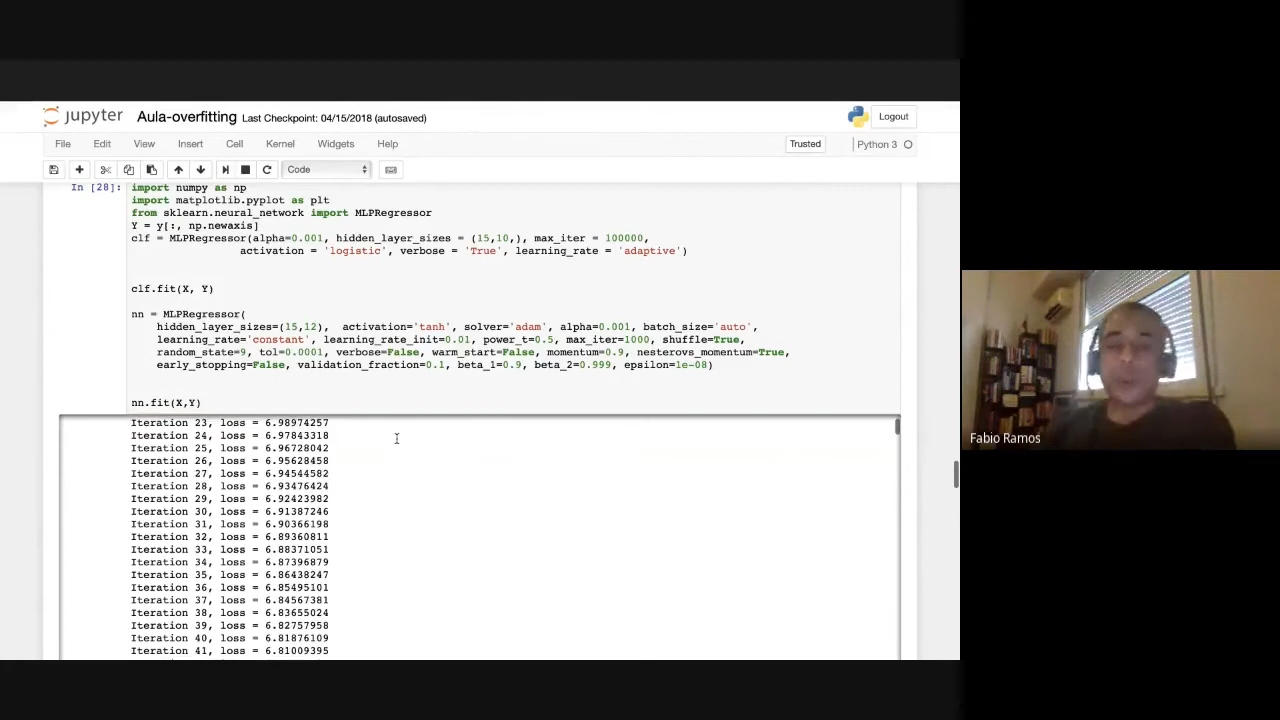 jupyter Aula-overfitting Last Checkpoint: 04/15/2018 (autosaved) Logout
File Edit View Insert Cell Kernel Widgets Help Trusted Python 3
Code
In [28]: import numpy as np
import matplotlib.pyplot as plt
from sklearn.neural_network import MLPRegressor
Y = y[:, np.newaxis]
clf = MLPRegressor(alpha=0.001, hidden_layer_sizes = (15,10,), max_iter = 100000,
activation = 'logistic', verbose = 'True', learning_rate = 'adaptive')
clf.fit(X, Y)
nn = MLPRegressor(
hidden_layer_sizes=(15,12), activation='tanh', solver='adam', alpha=0.001, batch_size='auto',
learning_rate='constant', learning_rate_init=0.01, power_t=0.5, max_iter=1000, shuffle=True,
random_state=9, tol=0.0001, verbose=False, warm_start=False, momentum=0.9, nesterovs_momentum=True,
early_stopping=False, validation_fraction=0.1, beta_1=0.9, beta_2=0.999, epsilon=1e-08)
nn.fit(X,Y)
Iteration 23, loss = 6.98974257
Iteration 24, loss = 6.97843318
Iteration 25, loss = 6.96728042
Iteration 26, loss = 6.95628458
Iteration 27, loss = 6.94544582
Iteration 28, loss = 6.93476424
Iteration 29, loss = 6.92423982
Iteration 30, loss = 6.91387246
Iteration 31, loss = 6.90366198
Iteration 32, loss = 6.89360811
Iteration 33, loss = 6.88371051
Iteration 34, loss = 6.87396879
Iteration 35, loss = 6.86438247
Iteration 36, loss = 6.85495101
Iteration 37, loss = 6.84567381
Iteration 38, loss = 6.83655024
Iteration 39, loss = 6.82757958
Iteration 40, loss = 6.81876109
Iteration 41, loss = 6.81009395
Fabio Ramos